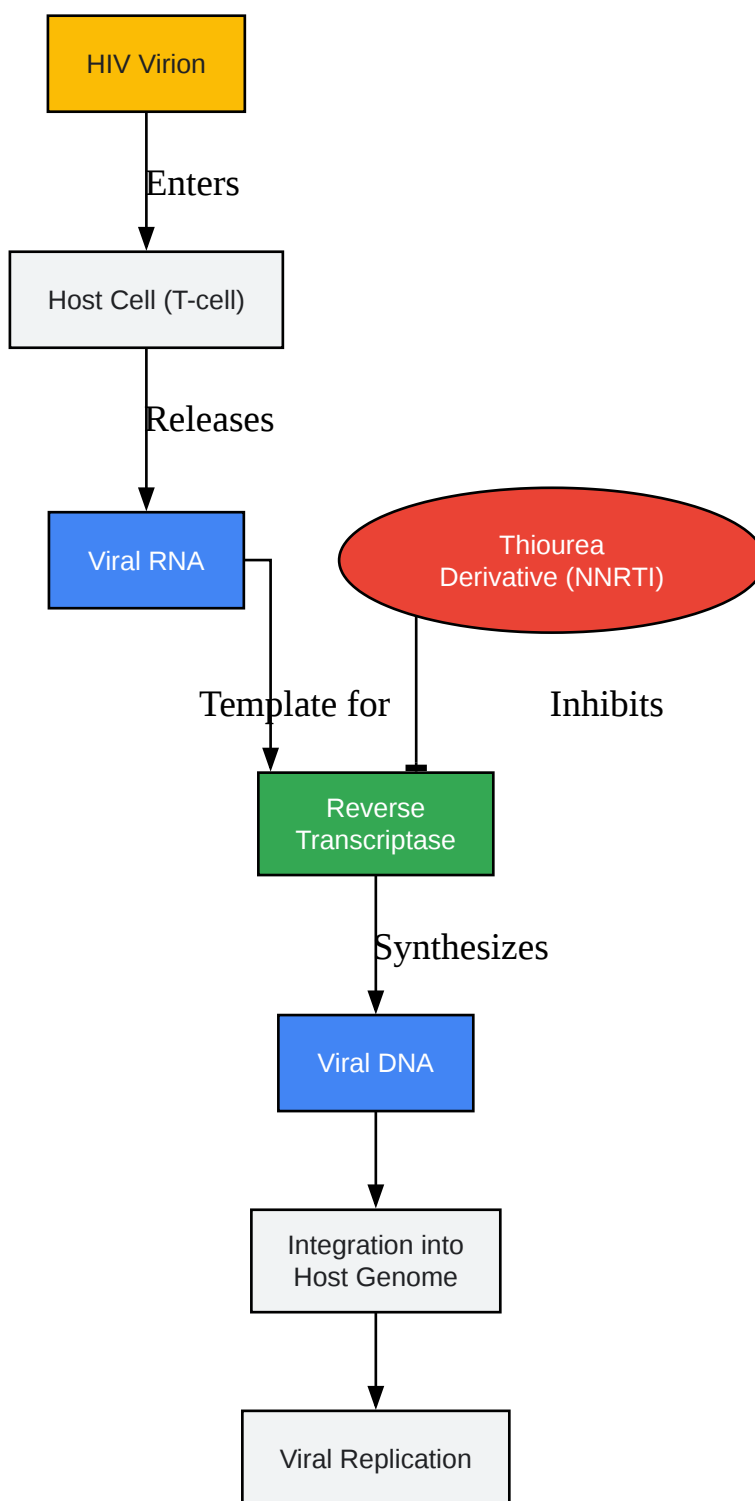 HIV Virion
Enters
Host Cell (T-cell)
Releases
Viral RNA
Thiourea
Derivative (NNRTI)
Template for
Inhibits
Reverse
Transcriptase
Synthesizes
Viral DNA
Integration into
Host Genome
Viral Replication